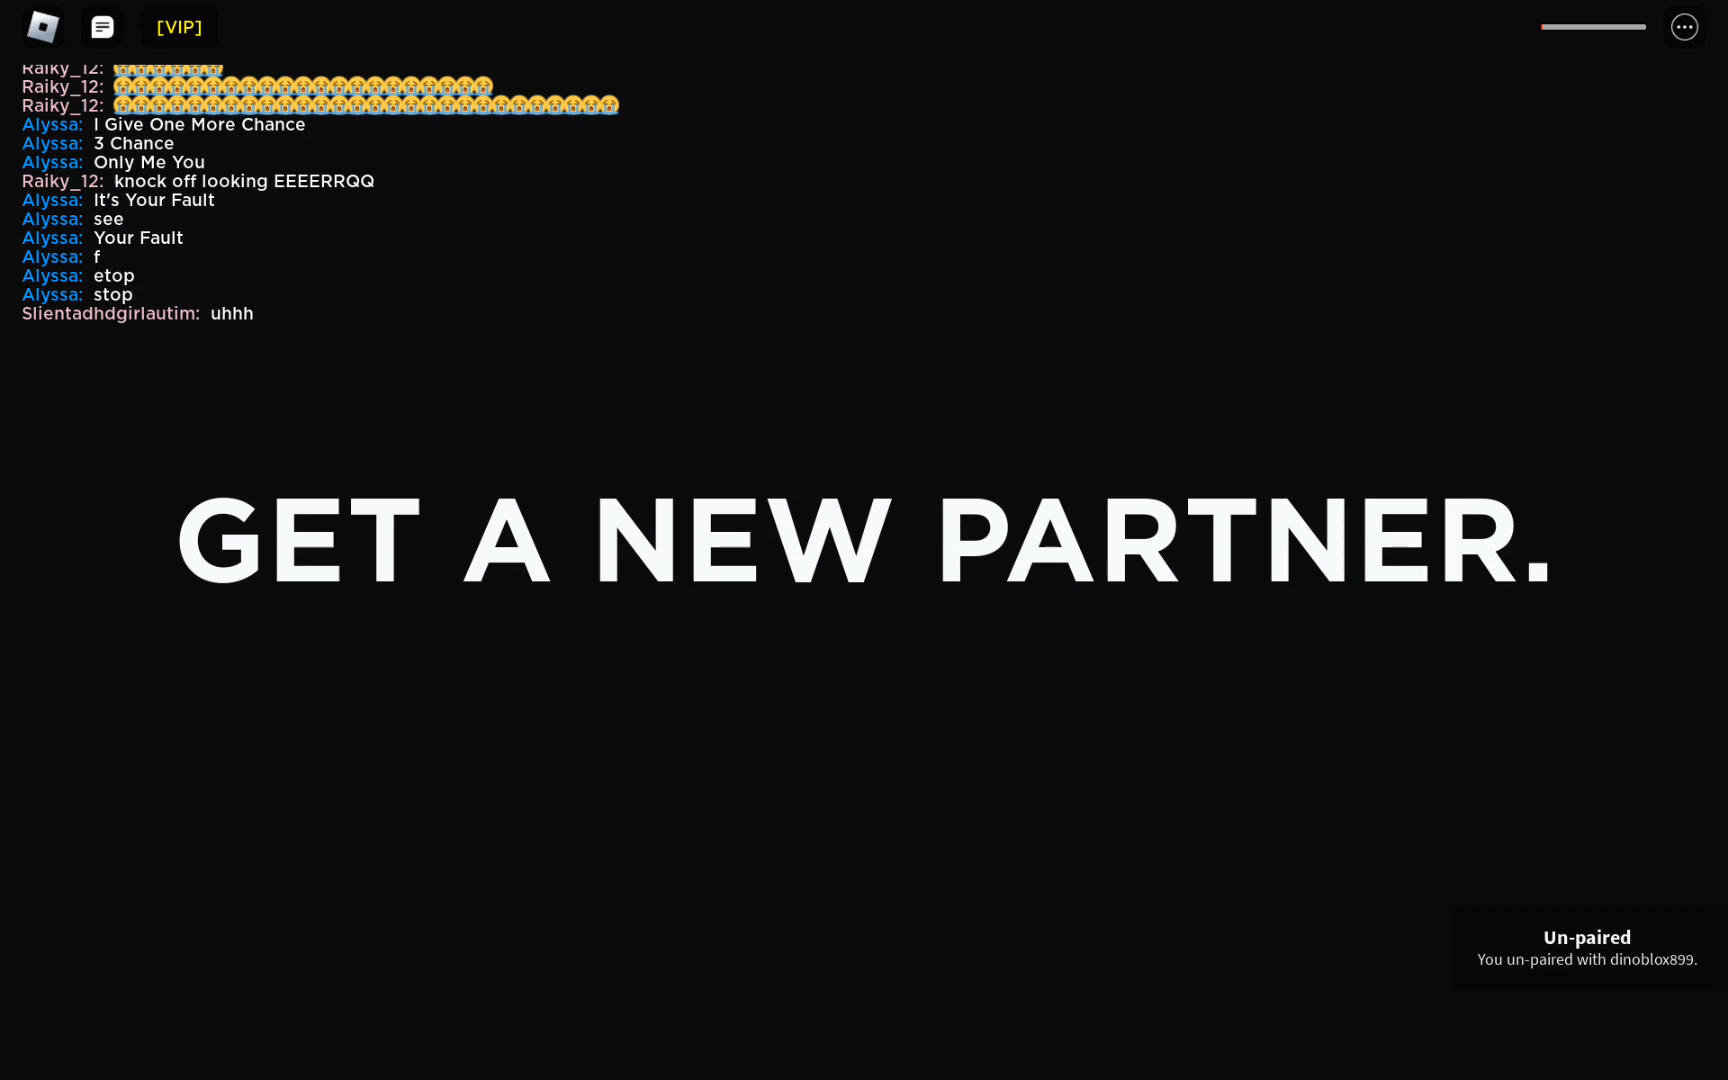 [VIP]
Raiky_12: 😭😭😭😭😭😭
Raiky_12: 😭😭😭😭😭😭😭😭😭😭😭😭😭😭😭😭😭😭😭😭😭
Raiky_12: 😭😭😭😭😭😭😭😭😭😭😭😭😭😭😭😭😭😭😭😭😭😭😭😭😭😭😭😭
Alyssa: I Give One More Chance
Alyssa: 3 Chance
Alyssa: Only Me You
Raiky_12: knock off looking EEEERRQQ
Alyssa: It's Your Fault
Alyssa: see
Alyssa: Your Fault
Alyssa: f
Alyssa: etop
Alyssa: stop
Slientadhdgirlautim: uhhh
GET A NEW PARTNER.
Un-paired
You un-paired with dinoblox899.